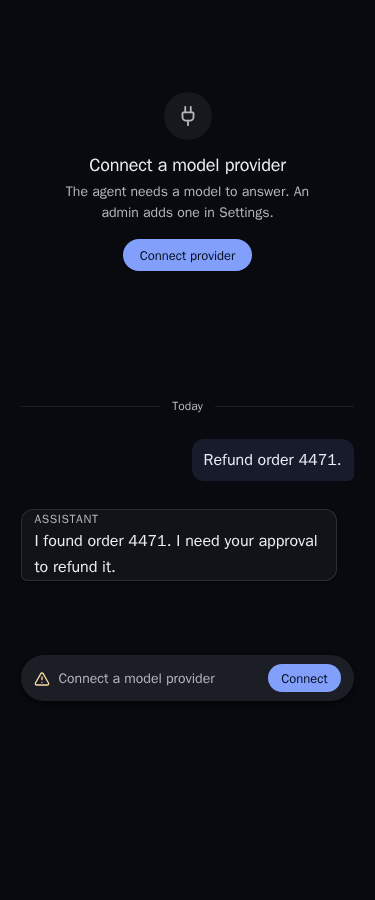 Connect a model provider
The agent needs a model to answer. An
admin adds one in Settings.
Connect provider
Today
Refund order 4471.
ASSISTANT
I found order 4471. I need your approval
to refund it.
Connect a model provider
Connect